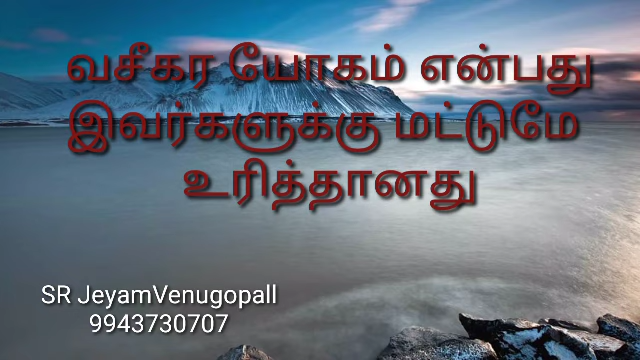 வசீகர யோகம் என்பது
இவர்களுக்கு மட்டுமே
உரித்தானது
SR JeyamVenugopall
9943730707